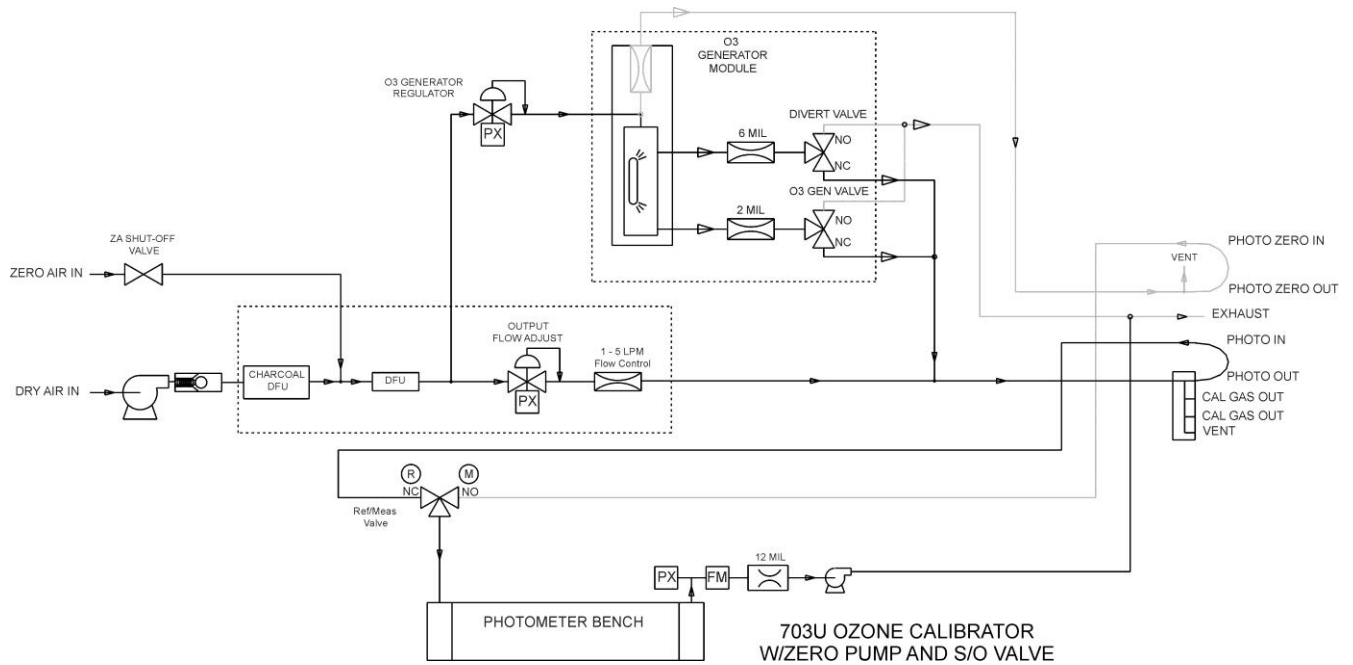 O3
GENERATOR
MODULE
O3 GENERATOR
REGULATOR
PX
DIVERT VALVE
6 MIL
NO
NC
O3 GEN VALVE
2 MIL
NO
NC
ZA SHUT-OFF
VALVE
ZERO AIR IN
PHOTO ZERO IN
VENT
PHOTO ZERO OUT
EXHAUST
OUTPUT
FLOW ADJUST
1 - 5 LPM
Flow Control
PHOTO IN
DRY AIR IN
CHARCOAL
DFU
DFU
PX
PHOTO OUT
CAL GAS OUT
CAL GAS OUT
VENT
R
M
NC
NO
Ref/Meas
Valve
PX
FM
12 MIL
PHOTOMETER BENCH
703U OZONE CALIBRATOR
W/ZERO PUMP AND S/O VALVE